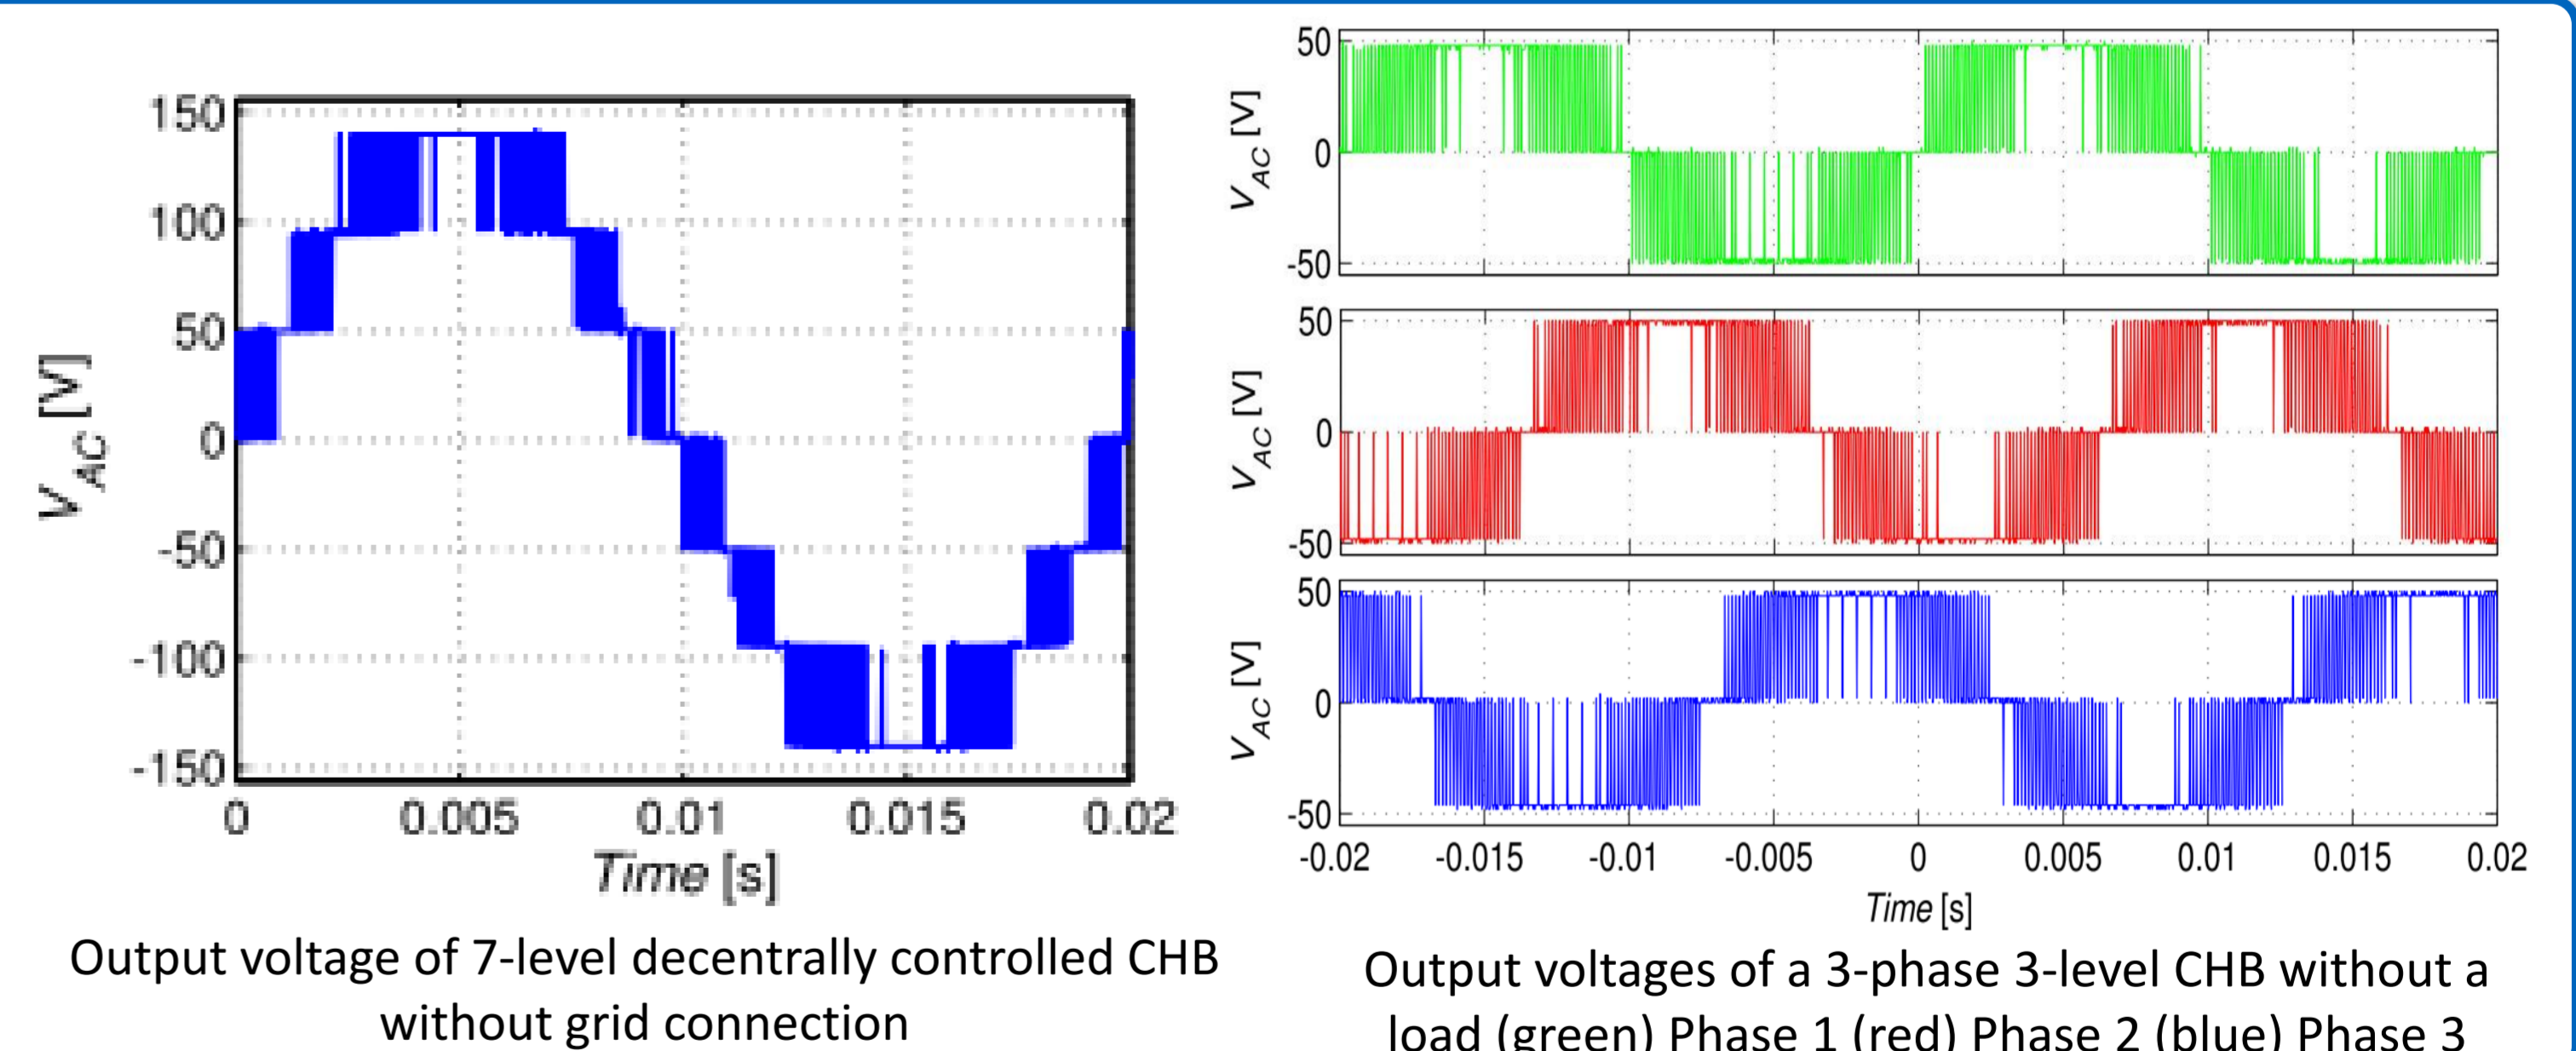 150
100
50
0
-50
-100
-150
V_AC [V]
0 0.005 0.01 0.015 0.02
Time [s]
Output voltage of 7-level decentrally controlled CHB
without grid connection
50
0
-50
V_AC [V]
50
0
-50
V_AC [V]
50
0
-50
V_AC [V]
-0.02 -0.015 -0.01 -0.005 0 0.005 0.01 0.015 0.02
Time [s]
Output voltages of a 3-phase 3-level CHB without a
load (green) Phase 1 (red) Phase 2 (blue) Phase 3